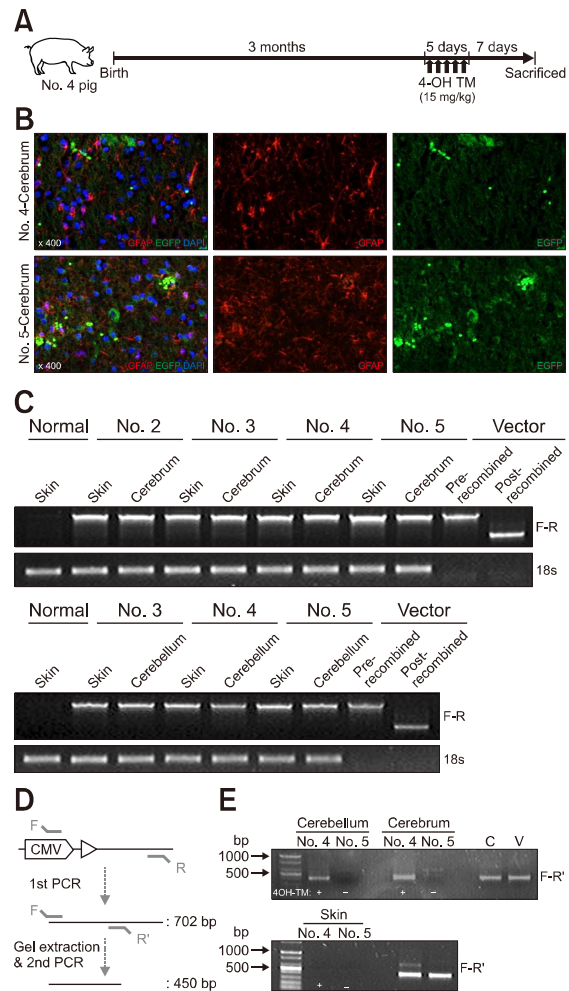 A
3 months
5 days
7 days
No. 4 pig
Birth
4-OH TM
(15 mg/kg)
Sacrificed
B
No. 4-Cerebrum
x 400
GFAP EGFP DAPI
GFAP
EGFP
No. 5-Cerebrum
x 400
GFAP EGFP DAPI
GFAP
EGFP
C
Normal No. 2 No. 3 No. 4 No. 5 Vector
Skin Skin Cerebrum Skin Cerebrum Skin Cerebrum Skin Cerebrum Pre-recombined Post-recombined
F-R
18s
Normal No. 3 No. 4 No. 5 Vector
Skin Skin Cerebellum Skin Cerebellum Skin Cerebellum Pre-recombined Post-recombined
F-R
18s
D
F
CMV
R
1st PCR
F
: 702 bp
R'
Gel extraction
& 2nd PCR
: 450 bp
E
Cerebellum Cerebrum
bp No. 4 No. 5 No. 4 No. 5 C V
1000
500
F-R'
4OH-TM: + − + −
Skin
bp No. 4 No. 5
1000
500
F-R'
+ −